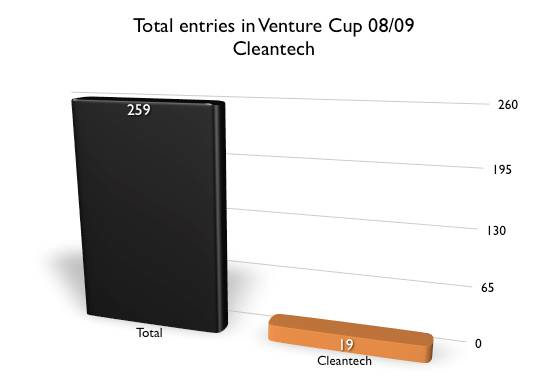 Total entries in Venture Cup 08/09
Cleantech
259
260
195
130
65
0
19
Total
Cleantech